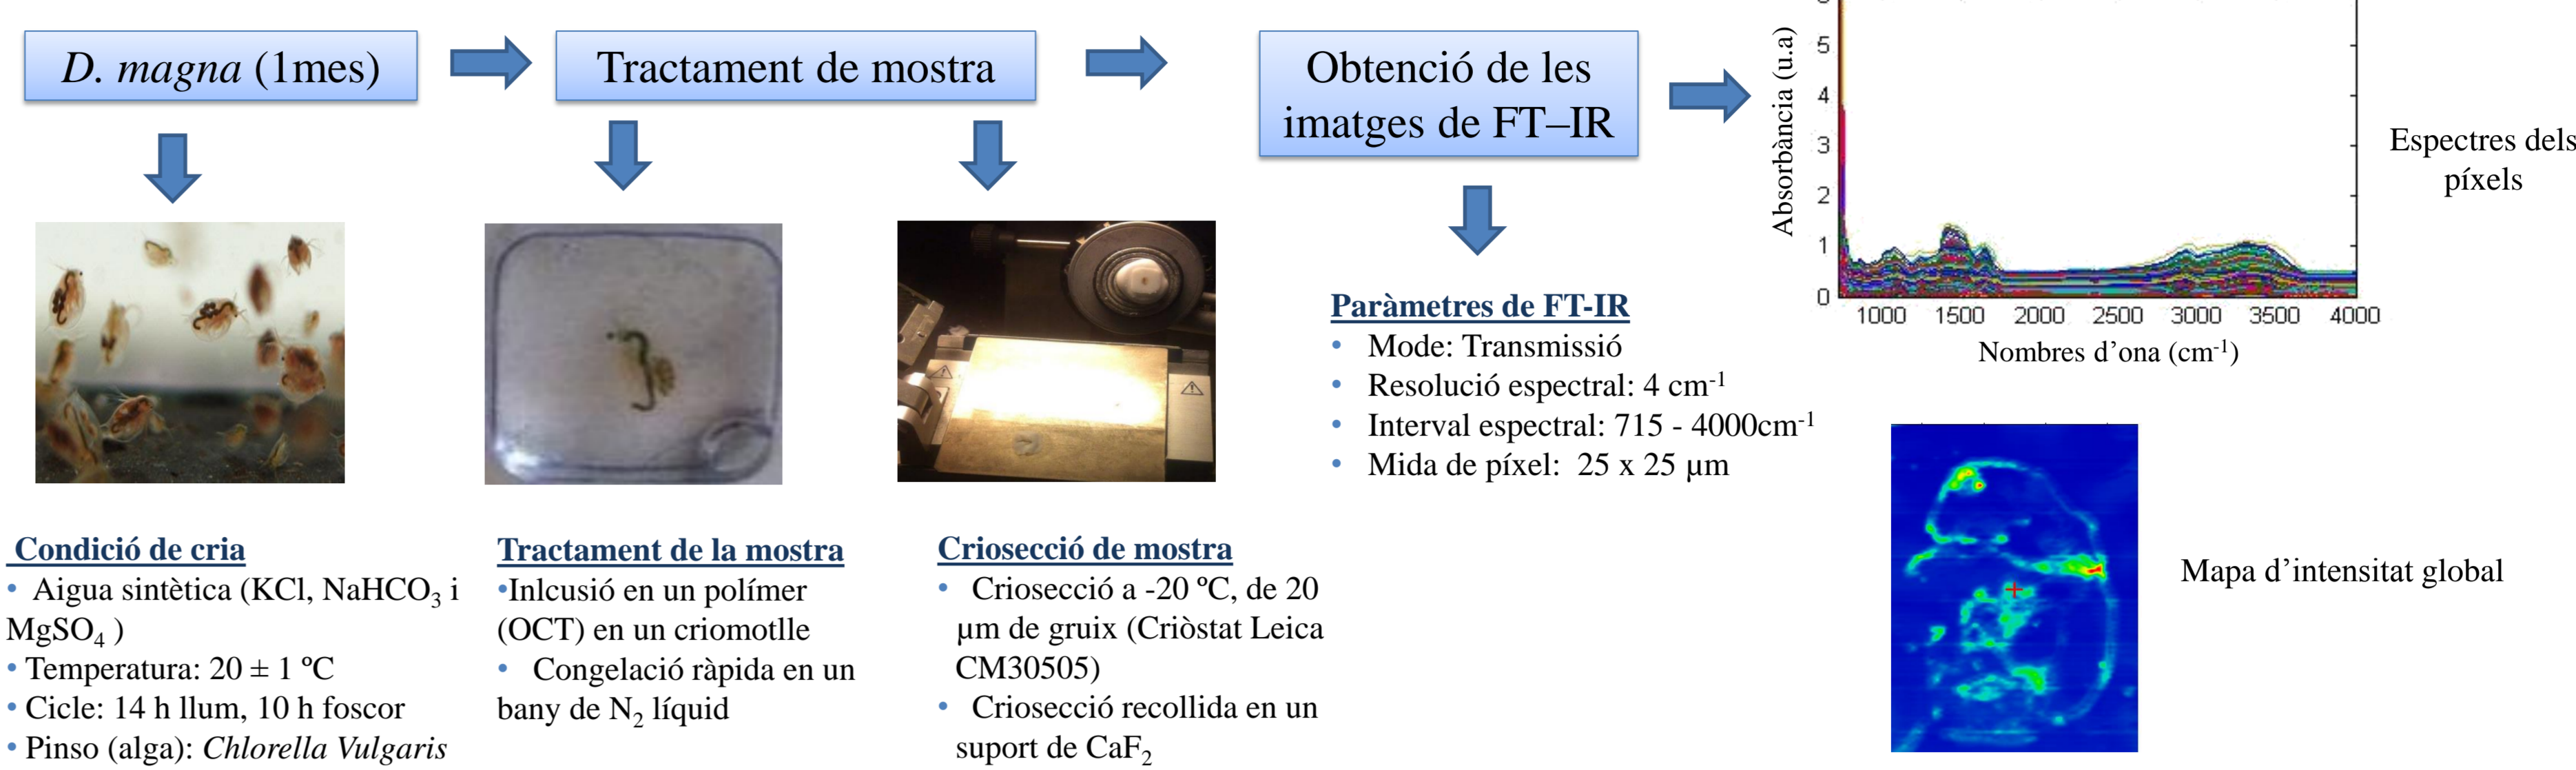 D. magna (1mes)
Tractament de mostra
Obtenció de les
imatges de FT–IR
Condició de cria
• Aigua sintètica (KCl, NaHCO3 i
MgSO4 )
• Temperatura: 20 ± 1 ºC
• Cicle: 14 h llum, 10 h foscor
• Pinso (alga): Chlorella Vulgaris
Tractament de la mostra
•Inlcusió en un polímer
(OCT) en un criomotlle
• Congelació ràpida en un
bany de N2 líquid
Criosecció de mostra
• Criosecció a -20 ºC, de 20
µm de gruix (Criòstat Leica
CM30505)
• Criosecció recollida en un
suport de CaF2
Paràmetres de FT-IR
• Mode: Transmissió
• Resolució espectral: 4 cm-1
• Interval espectral: 715 - 4000cm-1
• Mida de píxel: 25 x 25 µm
Absorbància (u.a)
5
4
3
2
1
0
1000 1500 2000 2500 3000 3500 4000
Nombres d’ona (cm-1)
Espectres dels
píxels
Mapa d’intensitat global